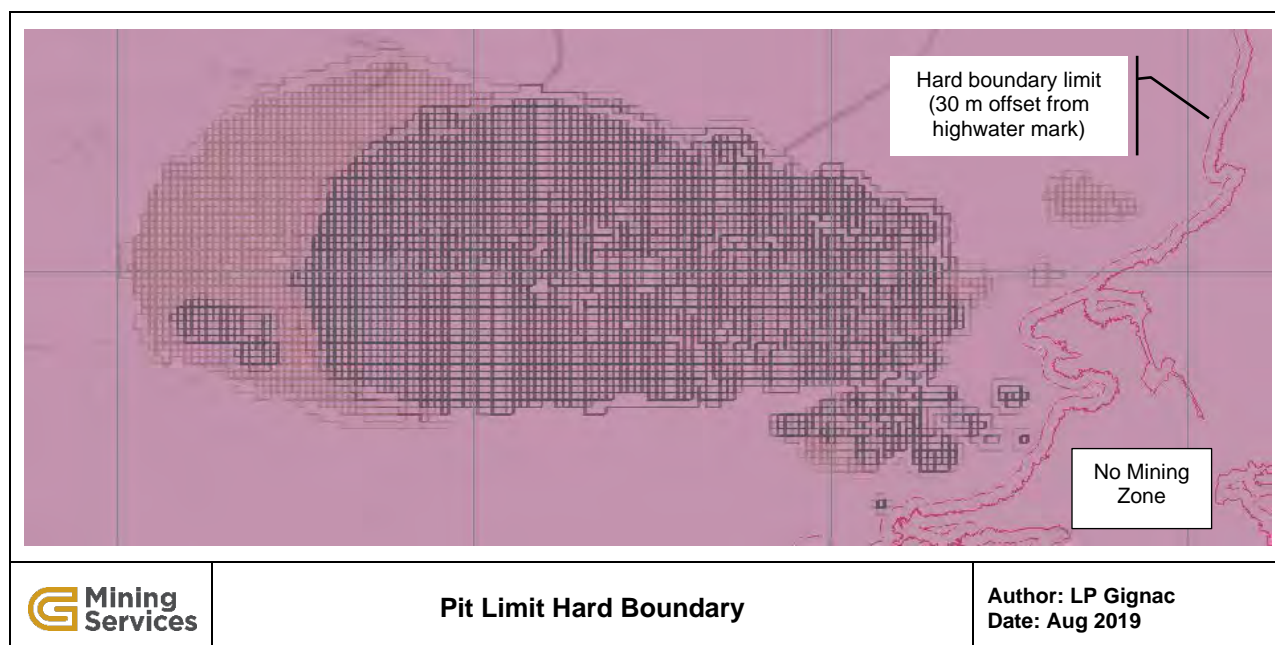 Hard boundary limit
(30 m offset from
highwater mark)
No Mining
Zone
G Mining
Services
Pit Limit Hard Boundary
Author: LP Gignac
Date: Aug 2019